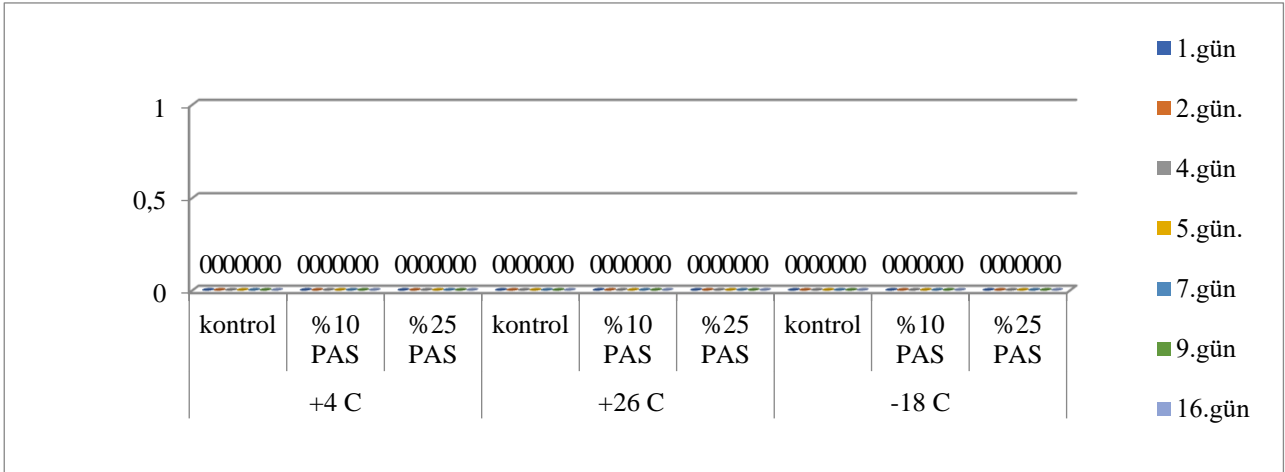 1
0,5
0
0000000 0000000 0000000 0000000 0000000 0000000 0000000 0000000 0000000
kontrol %10 PAS %25 PAS kontrol %10 PAS %25 PAS kontrol %10 PAS %25 PAS
+4 C +26 C -18 C
1.gün
2.gün.
4.gün
5.gün.
7.gün
9.gün
16.gün